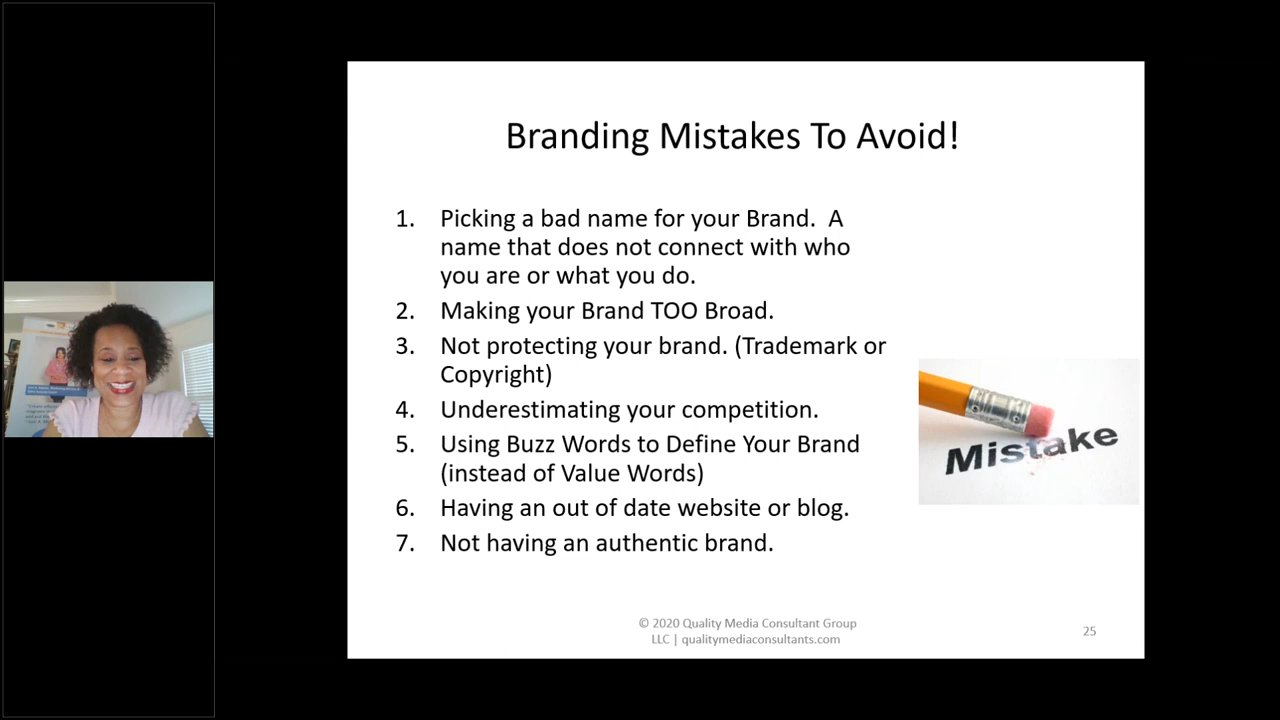 Branding Mistakes To Avoid!
1. Picking a bad name for your Brand.  A
name that does not connect with who
you are or what you do.
2. Making your Brand TOO Broad.
3. Not protecting your brand. (Trademark or
Copyright)
4. Underestimating your competition.
5. Using Buzz Words to Define Your Brand
(instead of Value Words)
6. Having an out of date website or blog.
7. Not having an authentic brand.
Mistake
© 2020 Quality Media Consultant Group
LLC | qualitymediaconsultants.com
25